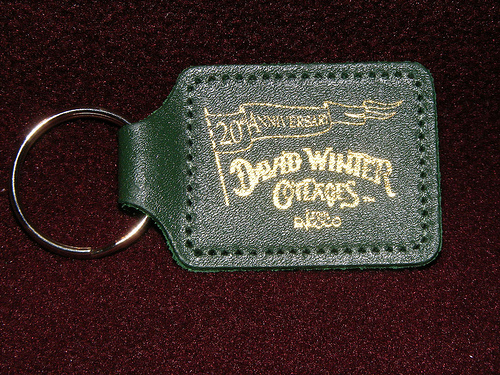 20th ANNIVERSARY
DAVID WINTER
COTTAGES